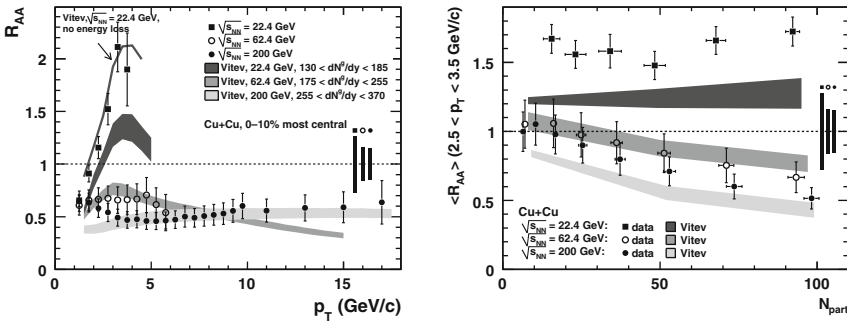 R_AA
Vitev, √s_NN = 22.4 GeV,
no energy loss
√s_NN = 22.4 GeV
√s_NN = 62.4 GeV
√s_NN = 200 GeV
Vitev, 22.4 GeV, 130 < dN^g/dy < 185
Vitev, 62.4 GeV, 175 < dN^g/dy < 255
Vitev, 200 GeV, 255 < dN^g/dy < 370
Cu+Cu, 0–10% most central
2
1.5
1
0.5
0
0 5 10 15
p_T (GeV/c)
<R_AA> (2.5 < p_T < 3.5 GeV/c)
1.5
1
0.5
0
Cu+Cu
√s_NN = 22.4 GeV: data Vitev
√s_NN = 62.4 GeV: data Vitev
√s_NN = 200 GeV: data Vitev
0 50 100
N_part